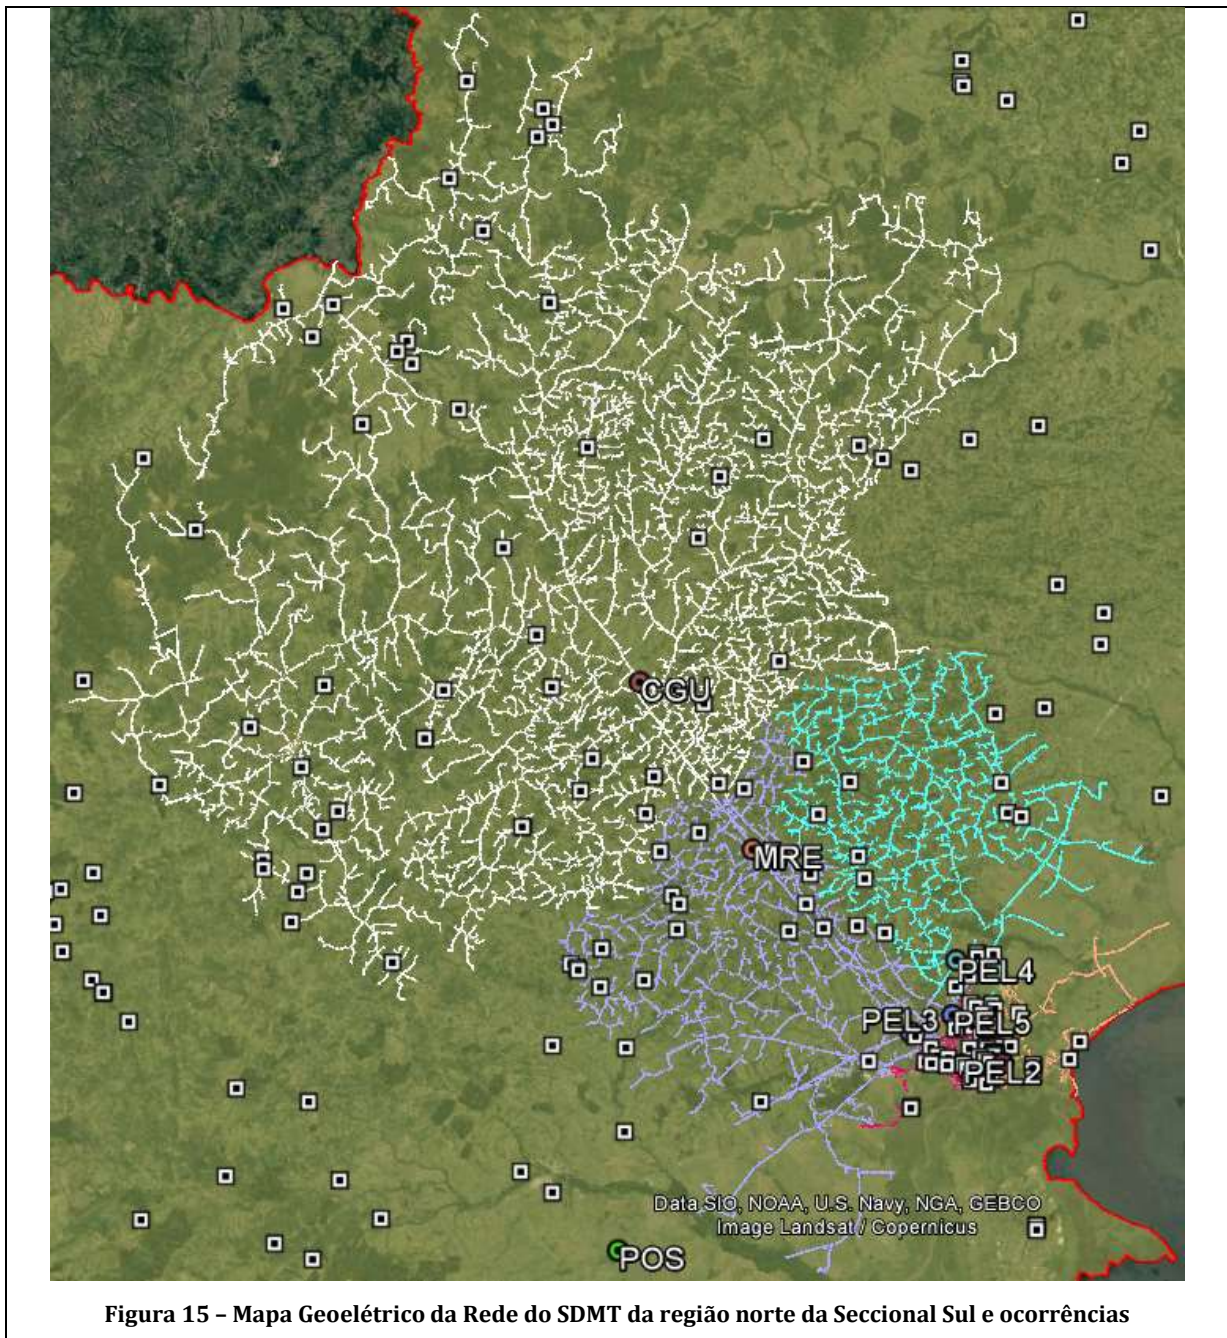 CGU
MRE
PEL4
PEL3
PEL5
PEL2
Data SIO, NOAA, U.S. Navy, NGA, GEBCO
Image Landsat / Copernicus
POS
Figura 15 – Mapa Geoelétrico da Rede do SDMT da região norte da Seccional Sul e ocorrências